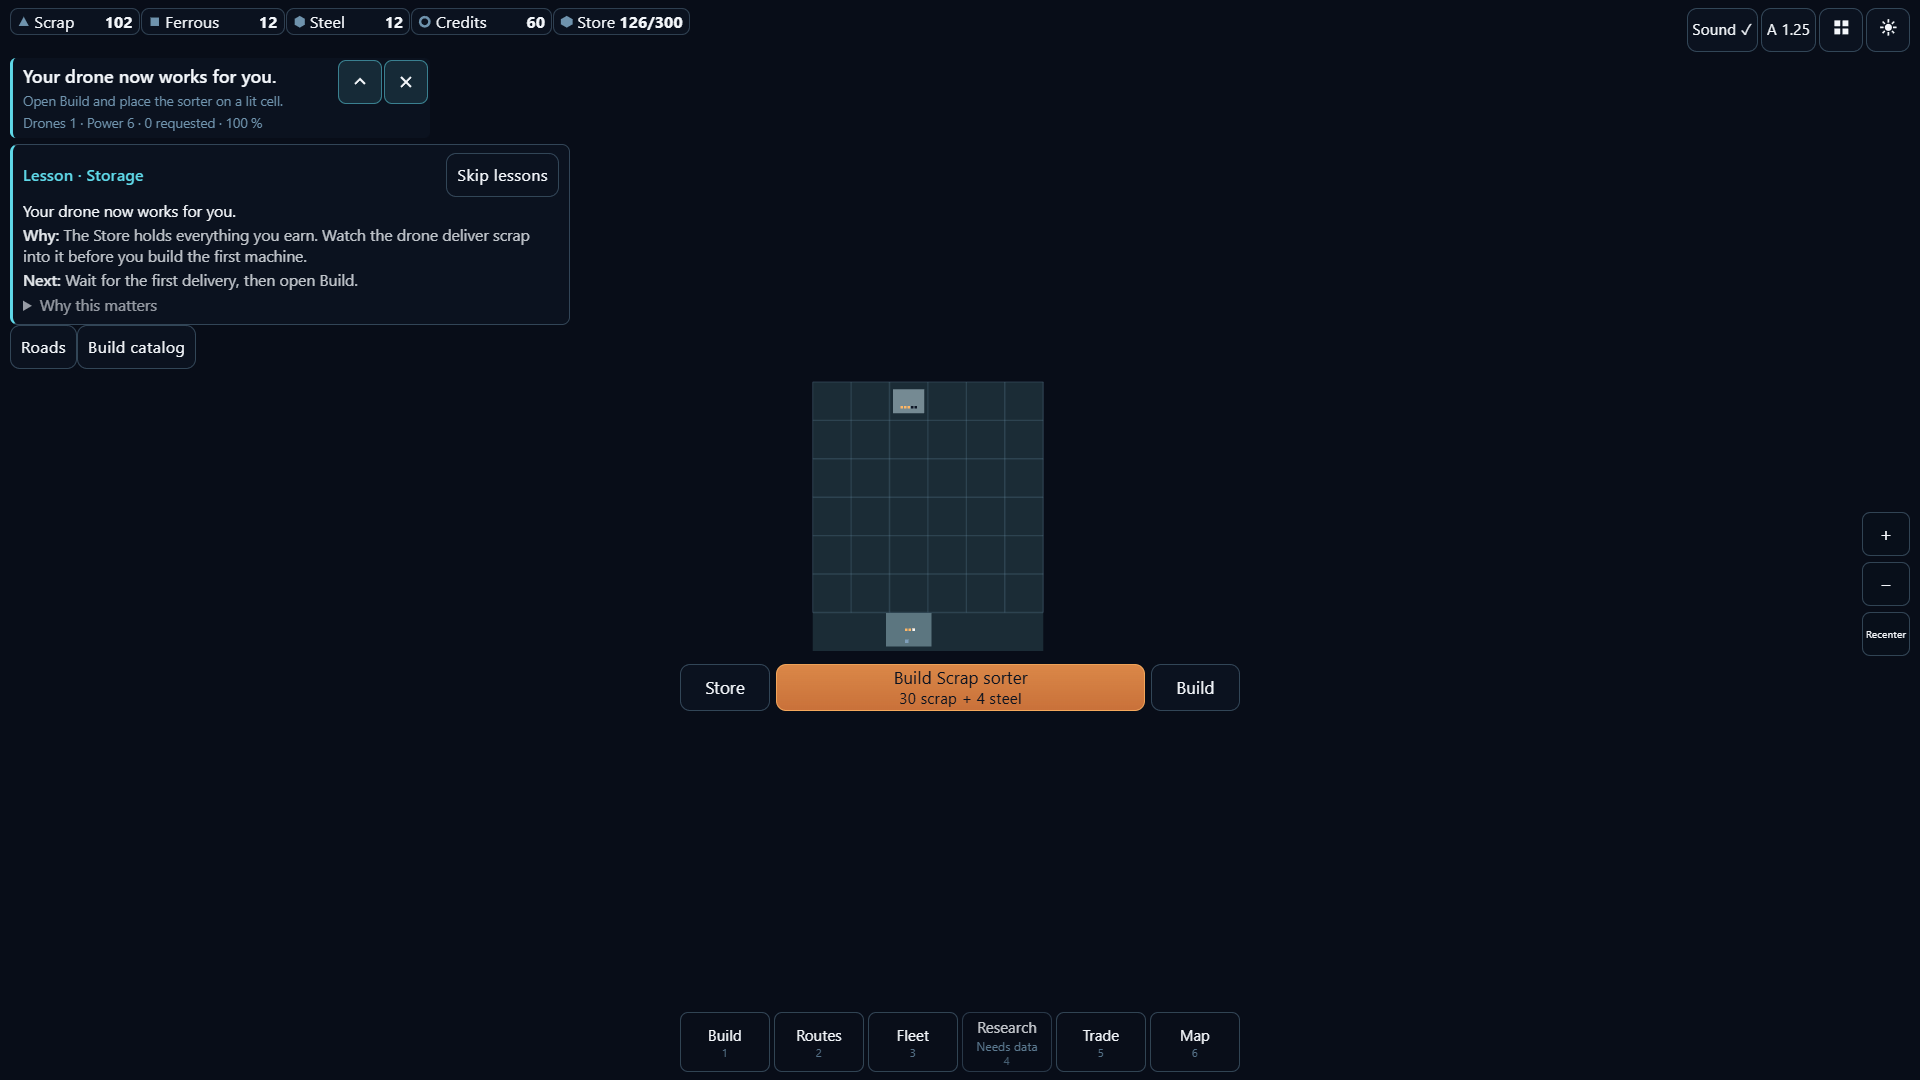 Scrap 102 Ferrous 12 Steel 12 Credits 60 Store 126/300
Sound ✓ A 1.25
Your drone now works for you.
Open Build and place the sorter on a lit cell.
Drones 1 · Power 6 · 0 requested · 100 %
Lesson · Storage
Skip lessons
Your drone now works for you.
Why: The Store holds everything you earn. Watch the drone deliver scrap
into it before you build the first machine.
Next: Wait for the first delivery, then open Build.
Why this matters
Roads Build catalog
+
−
Recenter
Store
Build Scrap sorter
30 scrap + 4 steel
Build
Build
1
Routes
2
Fleet
3
Research
Needs data
4
Trade
5
Map
6